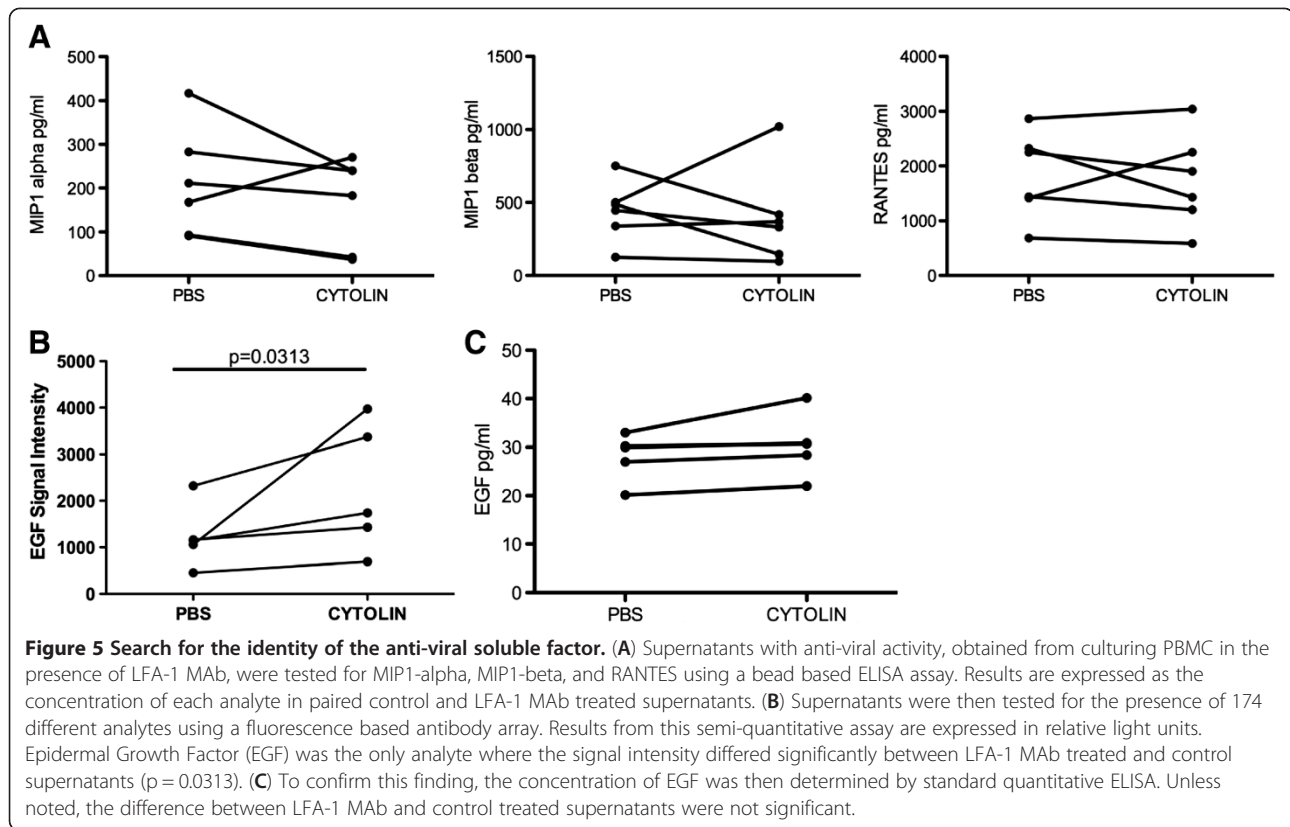 A
MIP1 alpha pg/ml
500
400
300
200
100
0
PBS CYTOLIN
MIP1 beta pg/ml
1500
1000
500
0
PBS CYTOLIN
RANTES pg/ml
4000
3000
2000
1000
0
PBS CYTOLIN
B
p=0.0313
EGF Signal Intensity
5000
4000
3000
2000
1000
0
PBS CYTOLIN
C
EGF pg/ml
50
40
30
20
10
0
PBS CYTOLIN
Figure 5 Search for the identity of the anti-viral soluble factor. (A) Supernatants with anti-viral activity, obtained from culturing PBMC in the
presence of LFA-1 MAb, were tested for MIP1-alpha, MIP1-beta, and RANTES using a bead based ELISA assay. Results are expressed as the
concentration of each analyte in paired control and LFA-1 MAb treated supernatants. (B) Supernatants were then tested for the presence of 174
different analytes using a fluorescence based antibody array. Results from this semi-quantitative assay are expressed in relative light units.
Epidermal Growth Factor (EGF) was the only analyte where the signal intensity differed significantly between LFA-1 MAb treated and control
supernatants (p = 0.0313). (C) To confirm this finding, the concentration of EGF was then determined by standard quantitative ELISA. Unless
noted, the difference between LFA-1 MAb and control treated supernatants were not significant.